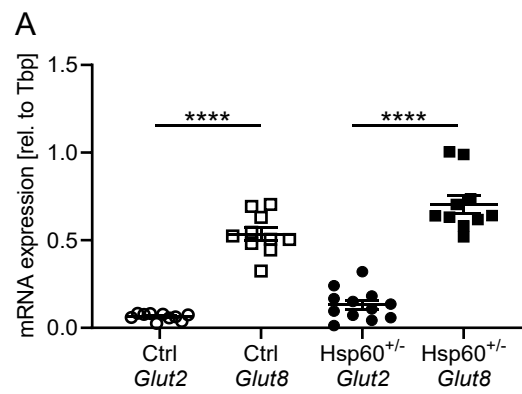 A
mRNA expression [rel. to Tbp]
1.5
1.0
0.5
0.0
****
****
Ctrl Ctrl Hsp60+/- Hsp60+/-
Glut2 Glut8 Glut2 Glut8